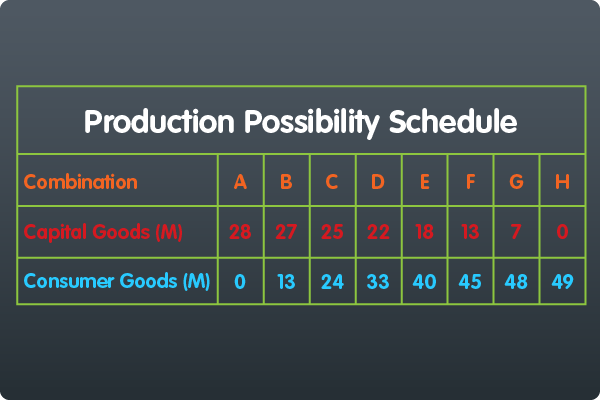 Production Possibility Schedule
Combination A B C D E F G H
Capital Goods (M) 28 27 25 22 18 13 7 0
Consumer Goods (M) 0 13 24 33 40 45 48 49